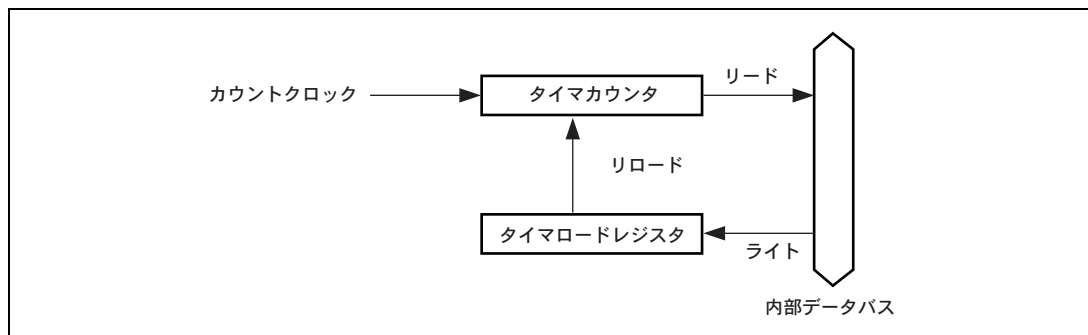 リード
カウントクロック
タイマカウンタ
リロード
タイマロードレジスタ
ライト
内部データバス